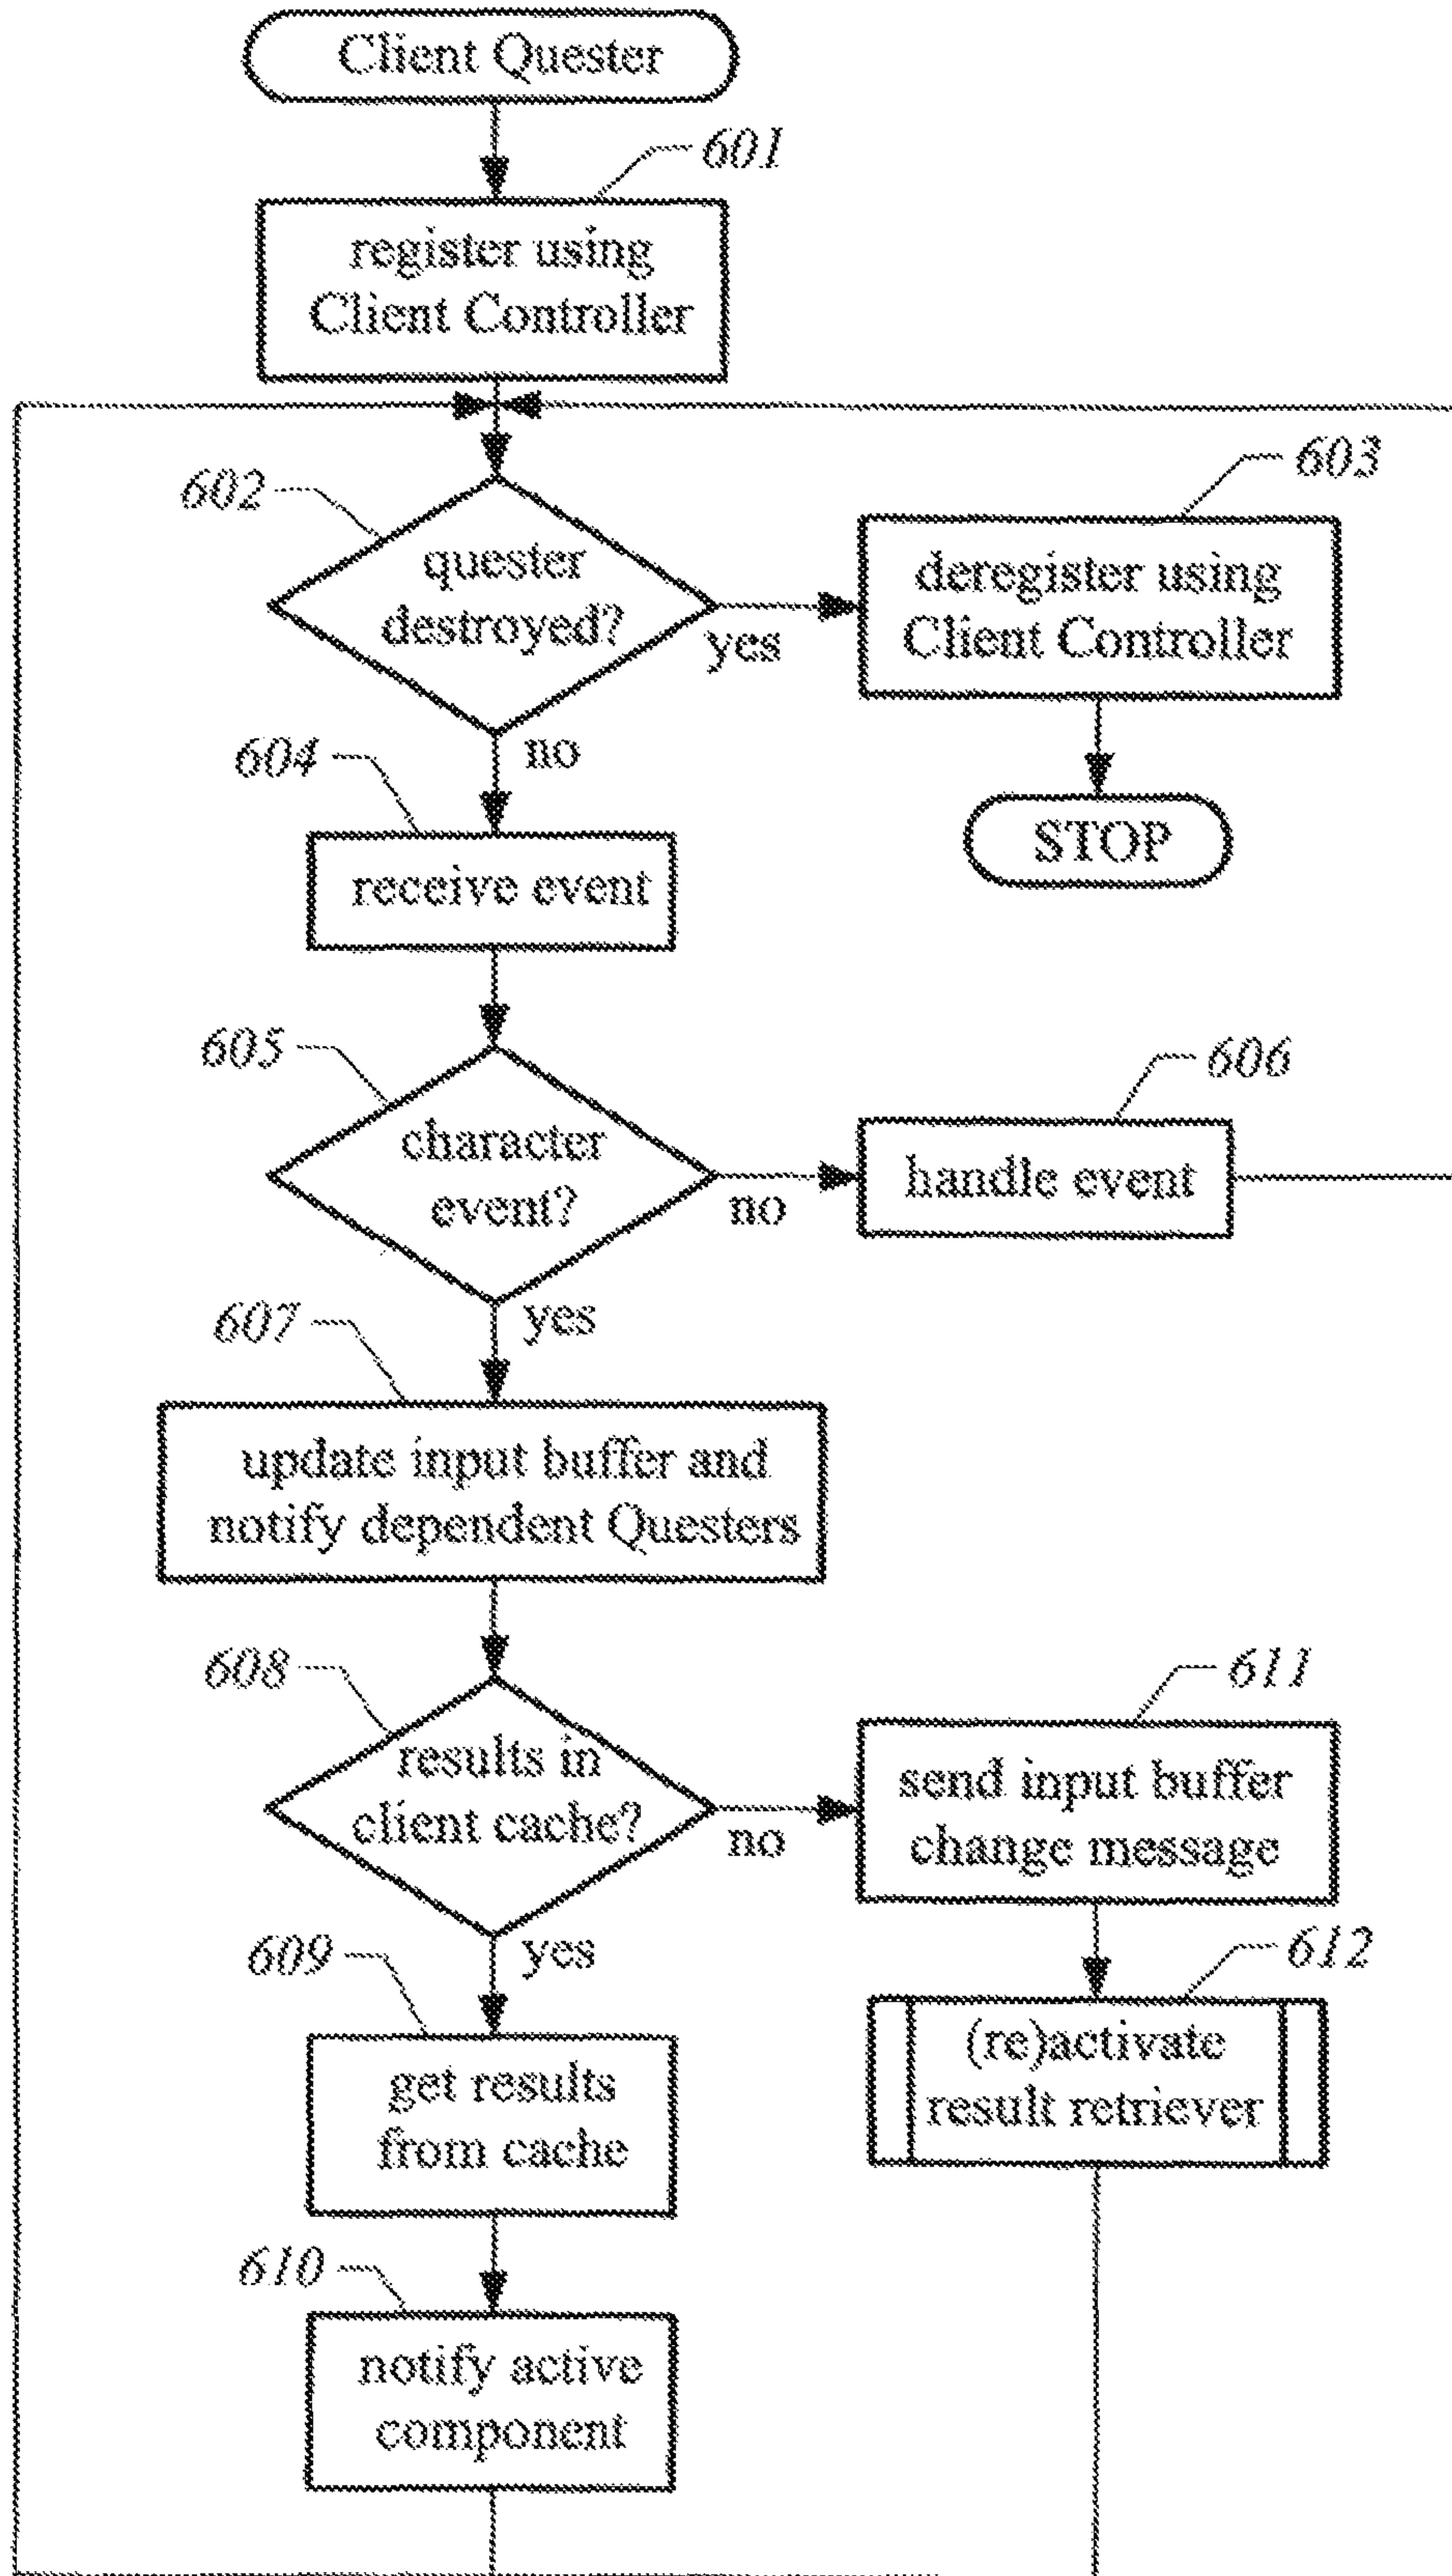 Client Quester
601
register using
Client Controller
602
quester
destroyed?
yes
603
deregister using
Client Controller
no
604
STOP
receive event
605
character
event?
no
606
handle event
yes
607
update input buffer and
notify dependent Questers
608
results in
client cache?
no
611
send input buffer
change message
yes
609
612
(re)activate
result retriever
get results
from cache
610
notify active
component